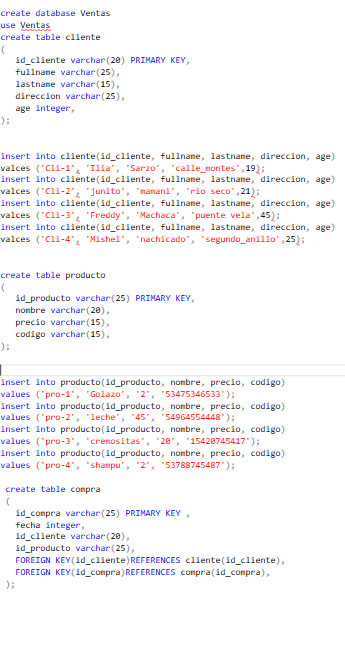 create database Ventas
use Ventas
create table cliente
(
id_cliente varchar(20) PRIMARY KEY,
fullname varchar(25),
lastname varchar(15),
direccion varchar(25),
age integer,
);
insert into cliente(id_cliente, fullname, lastname, direccion, age)
valces ('Cli-1', 'Ilia', 'Sarzo', 'calle_montes',19);
insert into cliente(id_cliente, fullname, lastname, direccion, age)
valces ('Cli-2', 'junito', 'mamani', 'rio seco',21);
insert into cliente(id_cliente, fullname, lastname, direccion, age)
valces ('Cli-3', 'Freddy', 'Machaca', 'puente vela',45);
insert into cliente(id_cliente, fullname, lastname, direccion, age)
valces ('Cli-4', 'Mishel', 'nachicado', 'segundo_anillo',25);
create table producto
(
id_producto varchar(25) PRIMARY KEY,
nombre varchar(20),
precio varchar(15),
codigo varchar(15),
);
insert into producto(id_producto, nombre, precio, codigo)
values ('pro-1', 'Golazo', '2', '53475346533');
insert into producto(id_producto, nombre, precio, codigo)
values ('pro-2', 'leche', '45', '54964554448');
insert into producto(id_producto, nombre, precio, codigo)
values ('pro-3', 'cremositas', '20', '15420745417');
insert into producto(id_producto, nombre, precio, codigo)
values ('pro-4', 'shampu', '2', '53788745487');
create table compra
(
id_compra varchar(25) PRIMARY KEY ,
fecha integer,
id_cliente varchar(20),
id_producto varchar(25),
FOREIGN KEY(id_cliente)REFERENCES cliente(id_cliente),
FOREIGN KEY(id_compra)REFERENCES compra(id_compra),
);